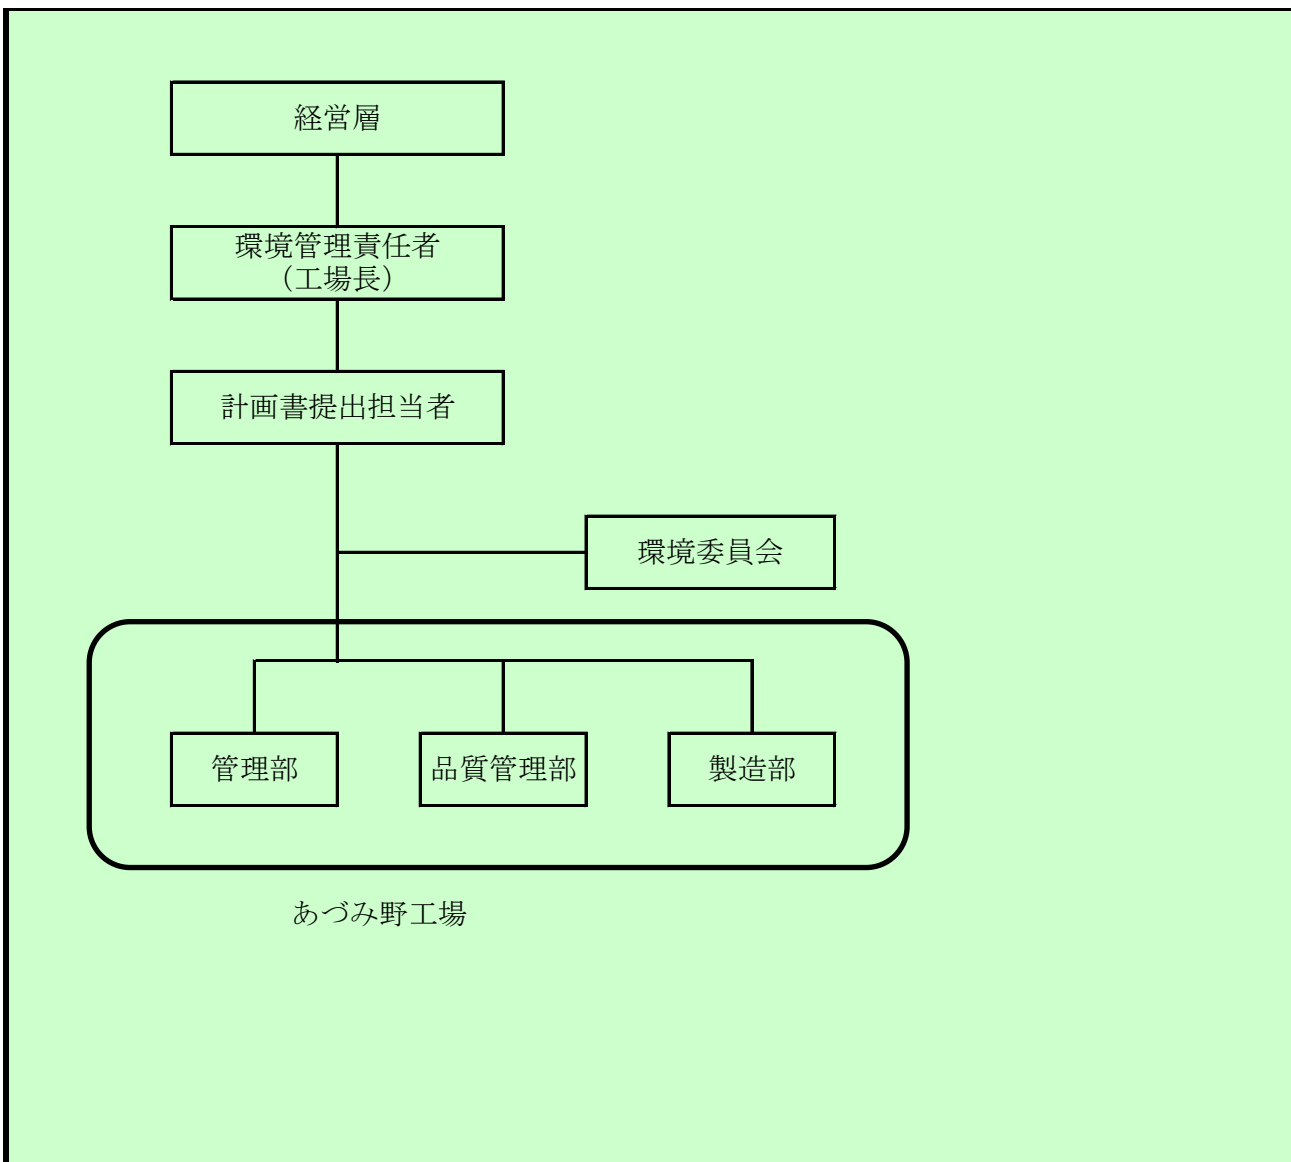 経営層
環境管理責任者
（工場長）
計画書提出担当者
環境委員会
管理部
品質管理部
製造部
あづみ野工場